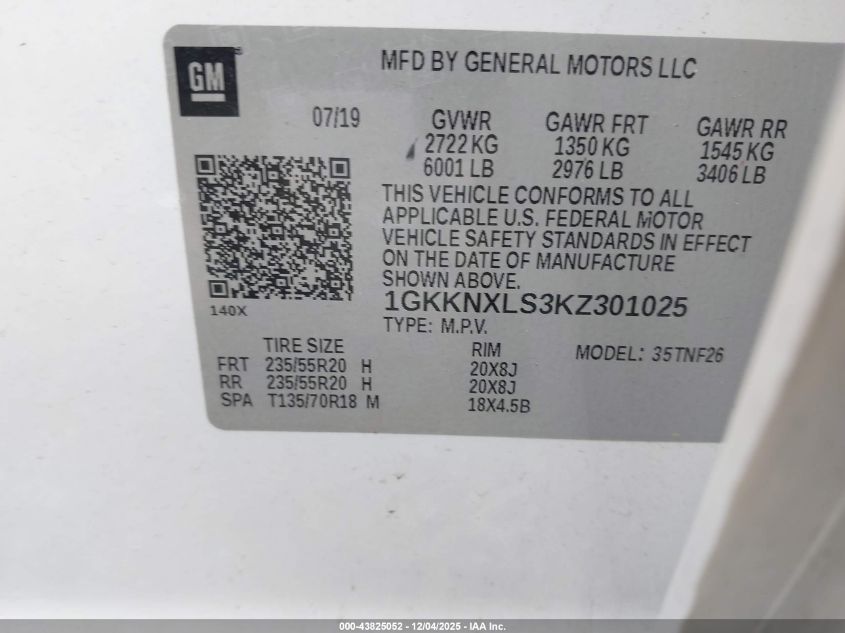 GM
MFD BY GENERAL MOTORS LLC
07/19 GVWR GAWR FRT GAWR RR
2722 KG 1350 KG 1545 KG
6001 LB 2976 LB 3406 LB
THIS VEHICLE CONFORMS TO ALL
APPLICABLE U.S. FEDERAL MOTOR
VEHICLE SAFETY STANDARDS IN EFFECT
ON THE DATE OF MANUFACTURE
SHOWN ABOVE.
140X
1GKKNXLS3KZ301025
TYPE: M.P.V.
TIRE SIZE RIM MODEL: 35TNF26
FRT 235/55R20 H 20X8J
RR 235/55R20 H 20X8J
SPA T135/70R18 M 18X4.5B
000-43825052 - 12/04/2025 - IAA Inc.